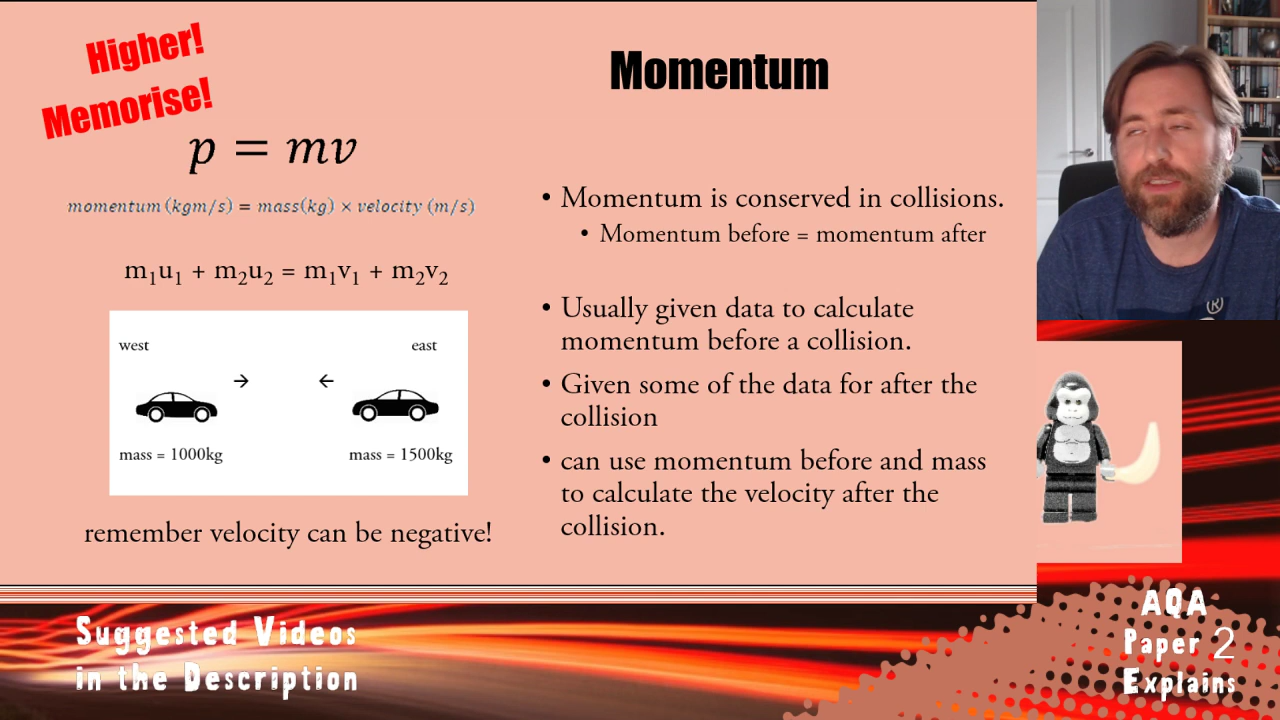 Higher!
Memorise!
Momentum
p = mv
momentum (kgm/s) = mass(kg) × velocity (m/s)
m₁u₁ + m₂u₂ = m₁v₁ + m₂v₂
west east
→ ←
mass = 1000kg mass = 1500kg
remember velocity can be negative!
• Momentum is conserved in collisions.
• Momentum before = momentum after
• Usually given data to calculate
momentum before a collision.
• Given some of the data for after the
collision
• can use momentum before and mass
to calculate the velocity after the
collision.
®
Suggested Videos
in the Description
AQA
Paper 2
Explains